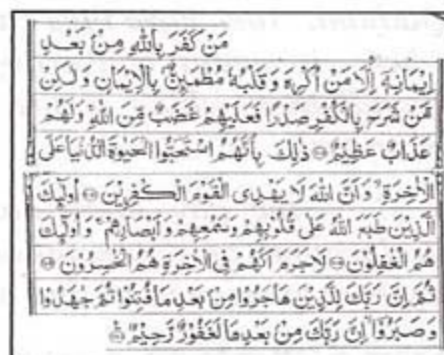 مَنْ كَفَرَ بِاللّٰهِ مِنْۢ بَعْدِ
اِيْمَانِهٖۤ اِلَّا مَنْ اُكْرِهَ وَقَلْبُهٗ مُطْمَىِٕنٌّۢ بِالْاِيْمَانِ وَلٰكِنْ
مَّنْ شَرَحَ بِالْكُفْرِ صَدْرًا فَعَلَيْهِمْ غَضَبٌ مِّنَ اللّٰهِ ۚ وَلَهُمْ
عَذَابٌ عَظِيْمٌ ۝ ذٰلِكَ بِاَنَّهُمُ اسْتَحَبُّوا الْحَيٰوةَ الدُّنْيَا عَلَى
الْاٰخِرَةِ ۙ وَاَنَّ اللّٰهَ لَا يَهْدِى الْقَوْمَ الْكٰفِرِيْنَ ۝ اُولٰٓىِٕكَ
الَّذِيْنَ طَبَعَ اللّٰهُ عَلٰى قُلُوْبِهِمْ وَسَمْعِهِمْ وَاَبْصَارِهِمْ ۚ وَاُولٰٓىِٕكَ
هُمُ الْغٰفِلُوْنَ ۝ لَا جَرَمَ اَنَّهُمْ فِى الْاٰخِرَةِ هُمُ الْخٰسِرُوْنَ ۝
ثُمَّ اِنَّ رَبَّكَ لِلَّذِيْنَ هَاجَرُوْا مِنْۢ بَعْدِ مَا فُتِنُوْا ثُمَّ جٰهَدُوْا
وَصَبَرُوْۤا اِنَّ رَبَّكَ مِنْۢ بَعْدِهَا لَغَفُوْرٌ رَّحِيْمٌ ۝